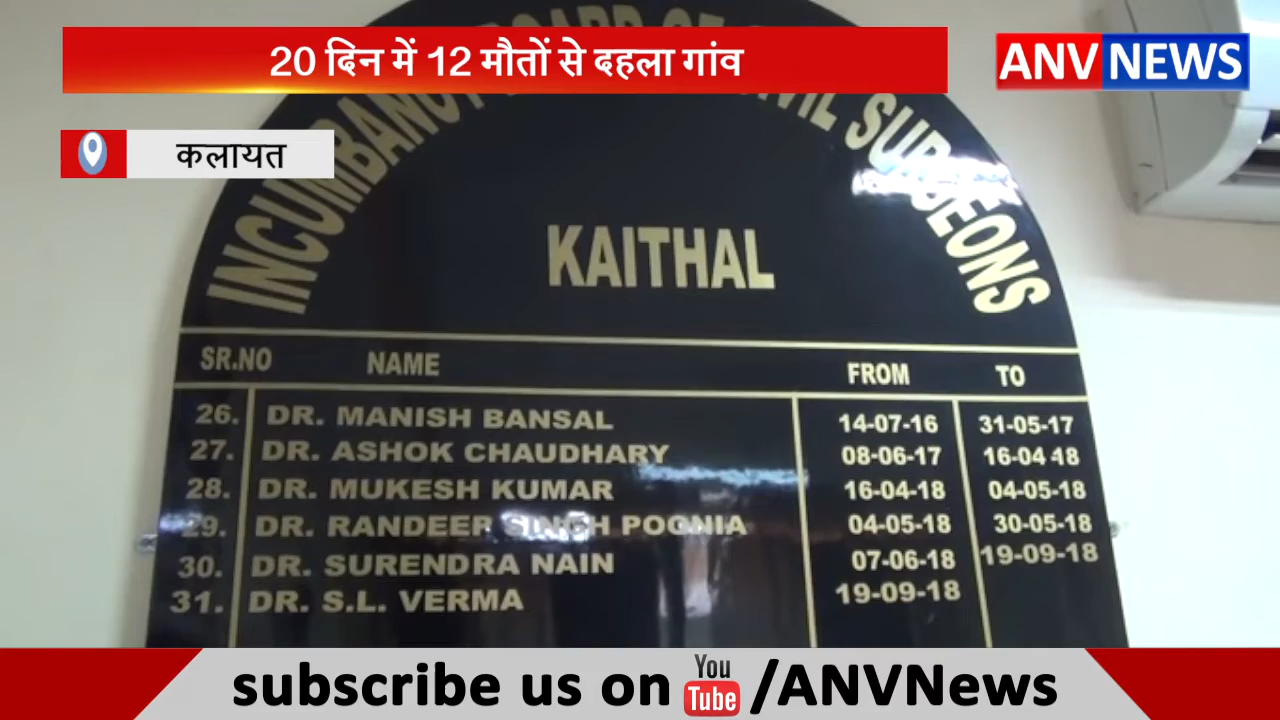 20 दिन में 12 मौतों से दहला गांव
ANV NEWS
कलायत
SURGEONS
KAITHAL
SR.NO NAME FROM TO
26. DR. MANISH BANSAL 14-07-16 31-05-17
27. DR. ASHOK CHAUDHARY 08-06-17 16-04-18
28. DR. MUKESH KUMAR 16-04-18 04-05-18
29. DR. RANDEER SINGH POONIA 04-05-18 30-05-18
30. DR. SURENDRA NAIN 07-06-18 19-09-18
31. DR. S.L. VERMA 19-09-18
subscribe us on You Tube /ANVNews